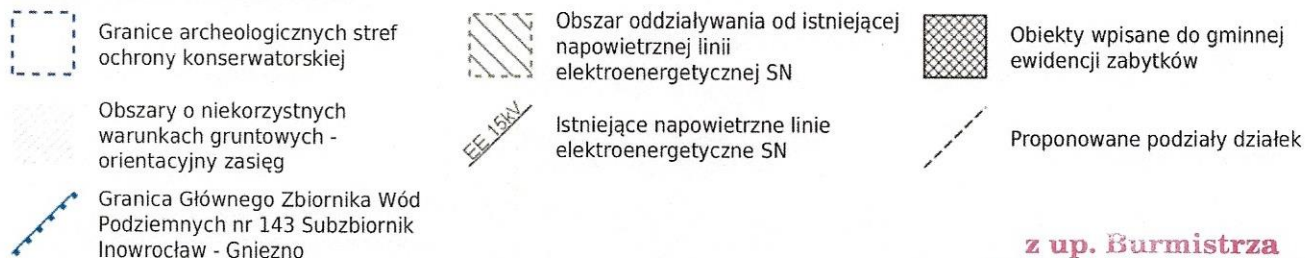 Granice archeologicznych stref
ochrony konserwatorskiej
Obszary o niekorzystnych
warunkach gruntowych -
orientacyjny zasięg
Granica Głównego Zbiornika Wód
Podziemnych nr 143 Subzbiornik
Inowrocław - Gniezno
Obszar oddziaływania od istniejącej
napowietrznej linii
elektroenergetycznej SN
EE 15kV
Istniejące napowietrzne linie
elektroenergetyczne SN
Obiekty wpisane do gminnej
ewidencji zabytków
Proponowane podziały działek
z up. Burmistrza